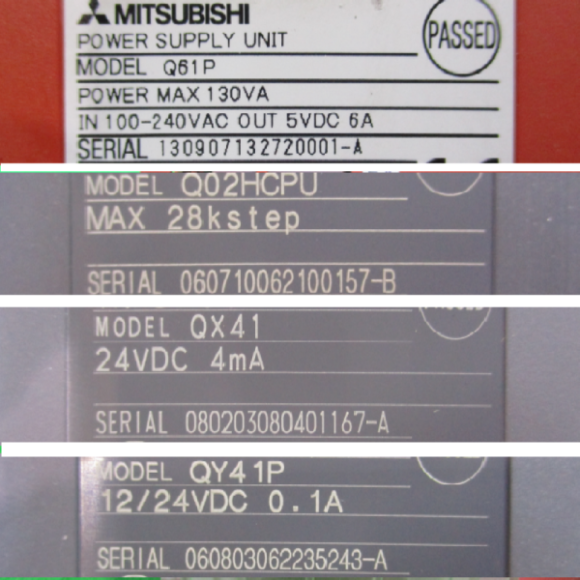 MITSUBISHI
POWER SUPPLY UNIT
PASSED
MODEL Q61P
POWER MAX 130VA
IN 100-240VAC OUT 5VDC 6A
SERIAL 130907132720001-A
MODEL Q02HCPU
MAX 28kstep
SERIAL 060710062100157-B
MODEL QX41
24VDC 4mA
SERIAL 080203080401167-A
MODEL QY41P
12/24VDC 0.1A
SERIAL 060803062235243-A